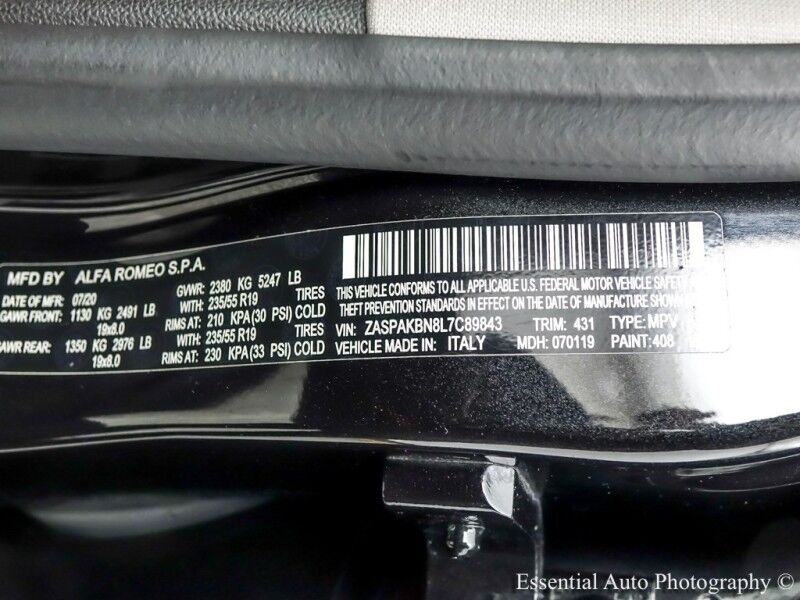 MFD BY ALFA ROMEO S.P.A.
DATE OF MFR: 07/20 GVWR: 2380 KG 5247 LB
GAWR FRONT: 1130 KG 2491 LB WITH: 235/55 R19 TIRES
19x8.0 RIMS AT: 210 KPA (30 PSI) COLD
GAWR REAR: 1350 KG 2976 LB WITH: 235/55 R19 TIRES
19x8.0 RIMS AT: 230 KPA (33 PSI) COLD
THIS VEHICLE CONFORMS TO ALL APPLICABLE U.S. FEDERAL MOTOR VEHICLE SAFETY AND
THEFT PREVENTION STANDARDS IN EFFECT ON THE DATE OF MANUFACTURE SHOWN ABOVE.
VIN: ZASPAKBN8L7C89843 TRIM: 431 TYPE: MPV
VEHICLE MADE IN: ITALY MDH: 070119 PAINT: 408
Essential Auto Photography ©